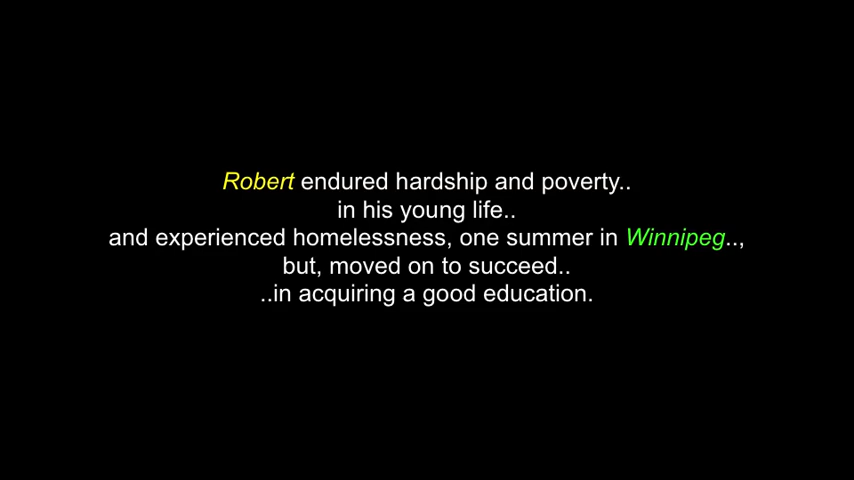 Robert endured hardship and poverty..
in his young life..
and experienced homelessness, one summer in Winnipeg..,
but, moved on to succeed..
..in acquiring a good education.